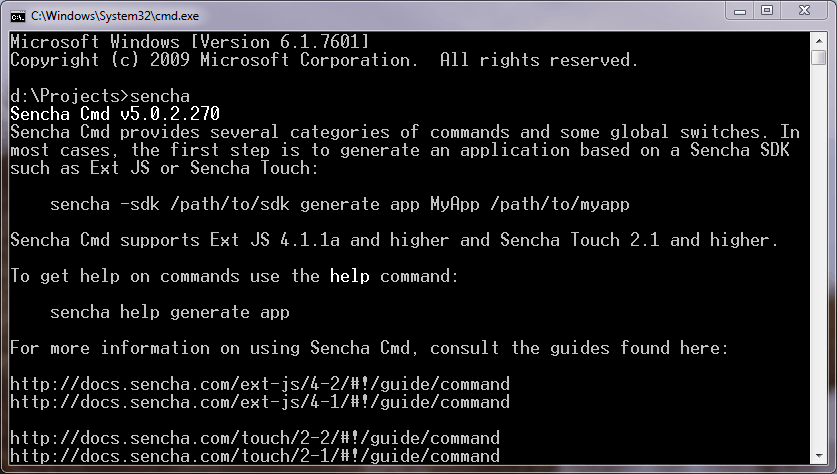 C:\Windows\System32\cmd.exe
Microsoft Windows [Version 6.1.7601]
Copyright (c) 2009 Microsoft Corporation.  All rights reserved.
d:\Projects>sencha
Sencha Cmd v5.0.2.270
Sencha Cmd provides several categories of commands and some global switches. In
most cases, the first step is to generate an application based on a Sencha SDK
such as Ext JS or Sencha Touch:
sencha -sdk /path/to/sdk generate app MyApp /path/to/myapp
Sencha Cmd supports Ext JS 4.1.1a and higher and Sencha Touch 2.1 and higher.
To get help on commands use the help command:
sencha help generate app
For more information on using Sencha Cmd, consult the guides found here:
http://docs.sencha.com/ext-js/4-2/#!/guide/command
http://docs.sencha.com/ext-js/4-1/#!/guide/command
http://docs.sencha.com/touch/2-2/#!/guide/command
http://docs.sencha.com/touch/2-1/#!/guide/command